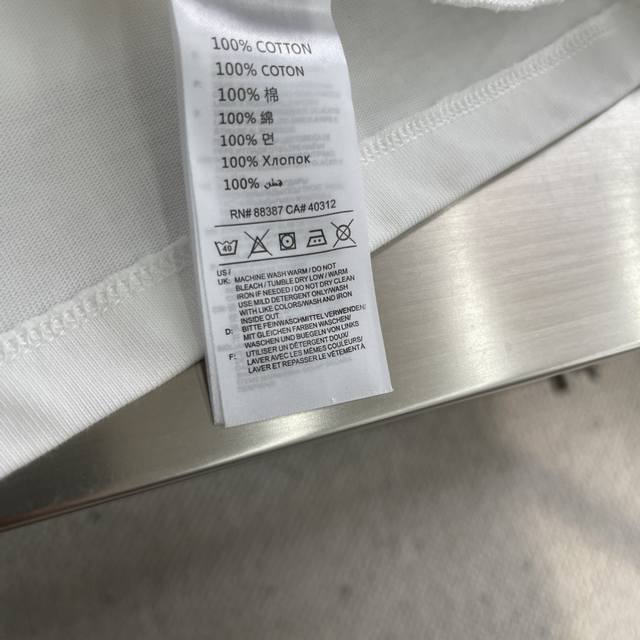 100% COTTON
100% COTON
100% 棉
100% 綿
100% 면
100% Хлопок
100% قطن
RN# 88387 CA# 40312
40
US /
UK: MACHINE WASH WARM / DO NOT
BLEACH / TUMBLE DRY LOW / WARM
IRON IF NEEDED / DO NOT DRY CLEAN
USE MILD DETERGENT ONLY/WASH
WITH LIKE COLORS/WASH AND IRON
INSIDE OUT.
D: BITTE FEINWASCHMITTEL VERWENDEN/
MIT GLEICHEN FARBEN WASCHEN/
WASCHEN UND BUEGELN VON LINKS
F: UTILISER UN DÉTERGENT DOUX/
LAVER AVEC LES MÊMES COULEURS/
LAVER ET REPASSER LE VÊTEMENT À